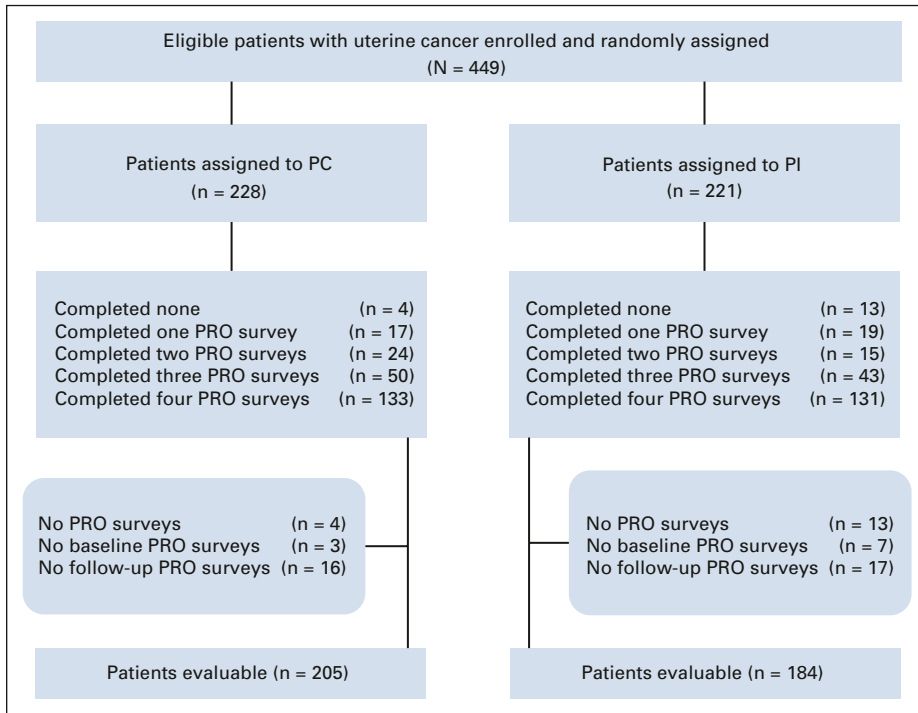 Eligible patients with uterine cancer enrolled and randomly assigned
(N = 449)
Patients assigned to PC
(n = 228)
Patients assigned to PI
(n = 221)
Completed none (n = 4)
Completed one PRO survey (n = 17)
Completed two PRO surveys (n = 24)
Completed three PRO surveys (n = 50)
Completed four PRO surveys (n = 133)
Completed none (n = 13)
Completed one PRO survey (n = 19)
Completed two PRO surveys (n = 15)
Completed three PRO surveys (n = 43)
Completed four PRO surveys (n = 131)
No PRO surveys (n = 4)
No baseline PRO surveys (n = 3)
No follow-up PRO surveys (n = 16)
No PRO surveys (n = 13)
No baseline PRO surveys (n = 7)
No follow-up PRO surveys (n = 17)
Patients evaluable (n = 205)
Patients evaluable (n = 184)